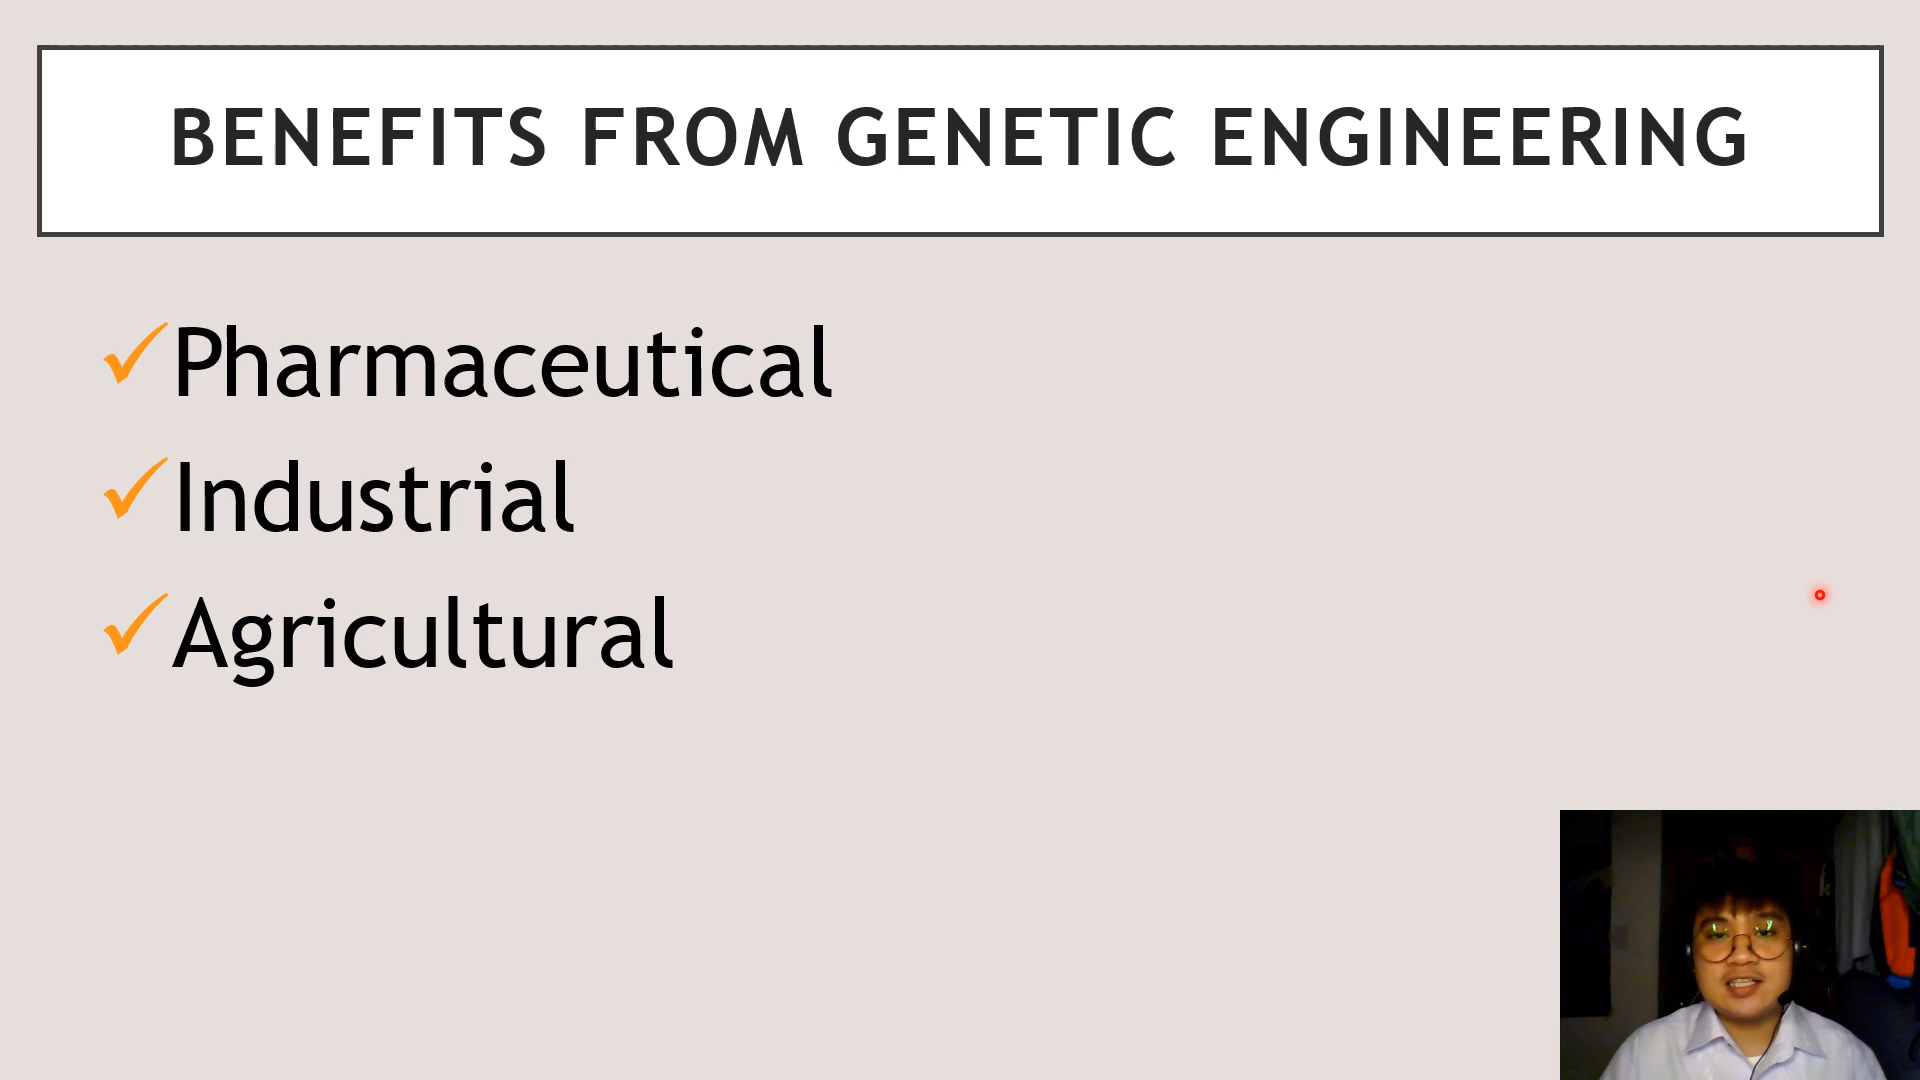 BENEFITS FROM GENETIC ENGINEERING
Pharmaceutical
Industrial
Agricultural